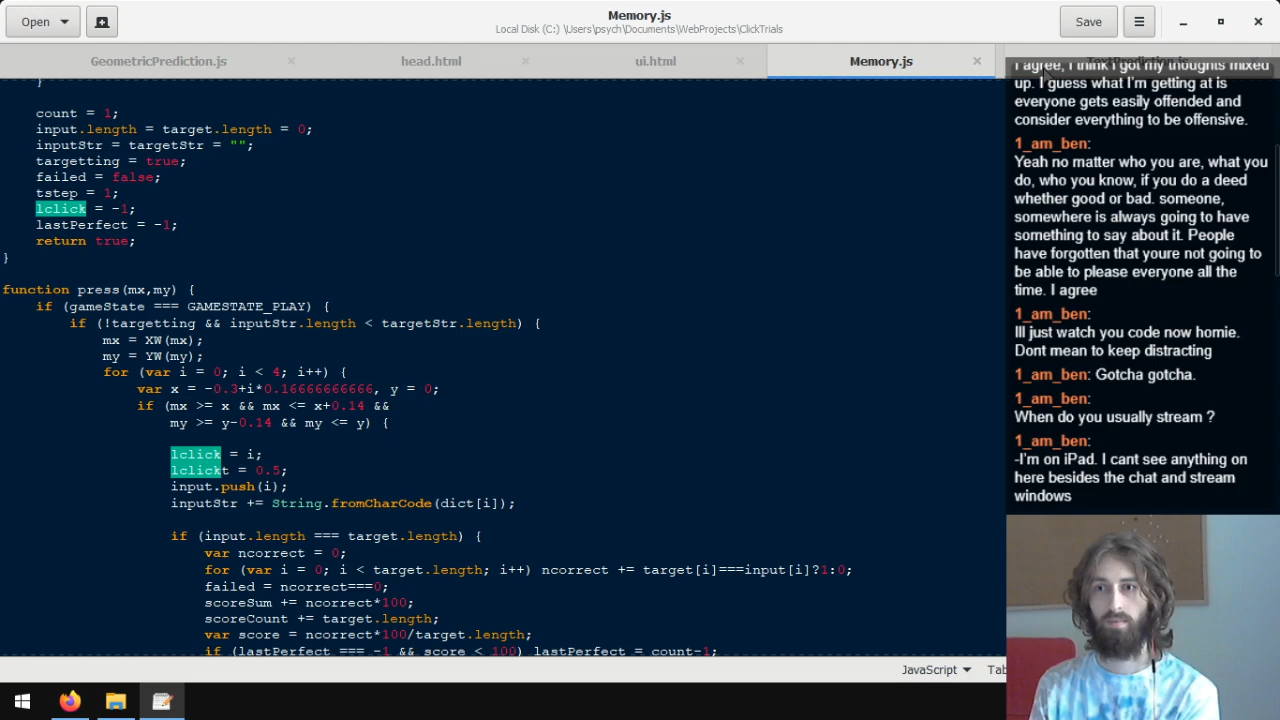 Open
Memory.js
Local Disk (C:) \Users\psych\Documents\WebProjects\ClickTrials
Save
GeometricPrediction.js
head.html
ui.html
Memory.js
TextPrediction.js
}
count = 1;
input.length = target.length = 0;
inputStr = targetStr = "";
targetting = true;
failed = false;
tstep = 1;
lclick = -1;
lastPerfect = -1;
return true;
}
function press(mx,my) {
if (gameState === GAMESTATE_PLAY) {
if (!targetting && inputStr.length < targetStr.length) {
mx = XW(mx);
my = YW(my);
for (var i = 0; i < 4; i++) {
var x = -0.3+i*0.16666666666, y = 0;
if (mx >= x && mx <= x+0.14 &&
my >= y-0.14 && my <= y) {
lclick = i;
lclickt = 0.5;
input.push(i);
inputStr += String.fromCharCode(dict[i]);
if (input.length === target.length) {
var ncorrect = 0;
for (var i = 0; i < target.length; i++) ncorrect += target[i]===input[i]?1:0;
failed = ncorrect===0;
scoreSum += ncorrect*100;
scoreCount += target.length;
var score = ncorrect*100/target.length;
if (lastPerfect === -1 && score < 100) lastPerfect = count-1;
I agree, I think I got my thoughts mixed
up. I guess what I'm getting at is
everyone gets easily offended and
consider everything to be offensive.
1_am_ben:
Yeah no matter who you are, what you
do, who you know, if you do a deed
whether good or bad. someone,
somewhere is always going to have
something to say about it. People
have forgotten that youre not going to
be able to please everyone all the
time. I agree
1_am_ben:
Ill just watch you code now homie.
Dont mean to keep distracting
1_am_ben: Gotcha gotcha.
1_am_ben:
When do you usually stream ?
1_am_ben:
-I'm on iPad. I cant see anything on
here besides the chat and stream
windows
JavaScript
Tab